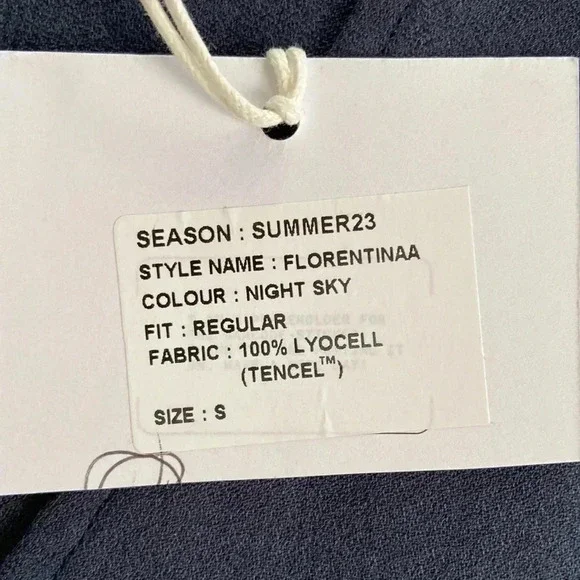 SEASON : SUMMER23
STYLE NAME : FLORENTINAA
COLOUR : NIGHT SKY
FIT : REGULAR
FABRIC : 100% LYOCELL
(TENCEL™)
SIZE : S